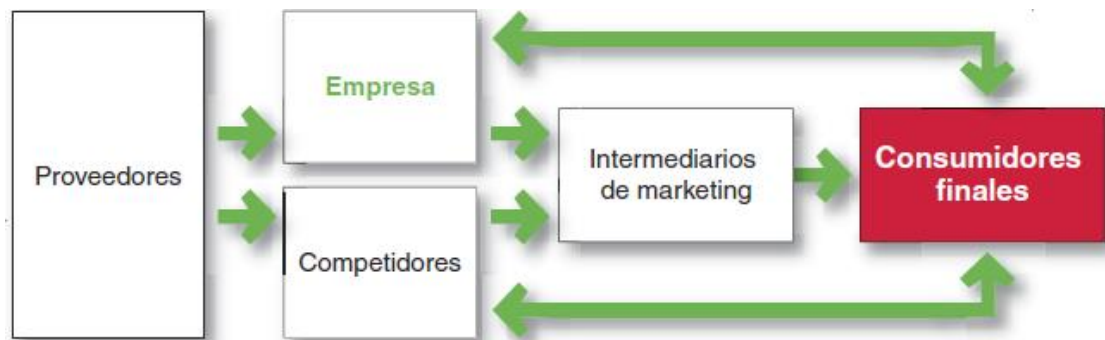 Proveedores
Empresa
Competidores
Intermediarios
de marketing
Consumidores
finales